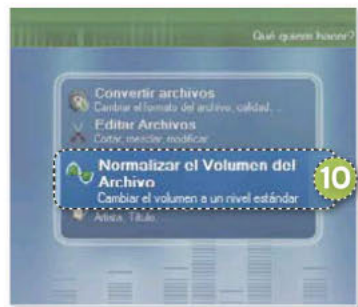 Qué quieres hacer?
Convertir archivos
Cambiar el formato del archivo, calidad...
Editar Archivos
Cortar, mezclar, modificar
Normalizar el Volumen del
Archivo
10
Cambiar el volumen a un nivel estándar
Artista, Título...